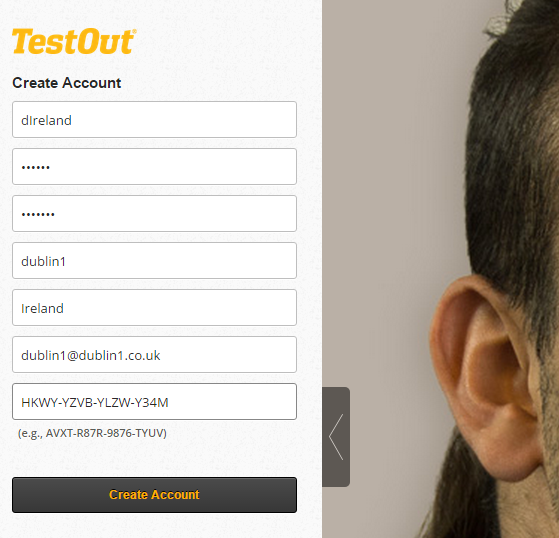 TestOut®
Create Account
dIreland
••••••
•••••••
dublin1
Ireland
dublin1@dublin1.co.uk
HKWY-YZVB-YLZW-Y34M
(e.g., AVXT-R87R-9876-TYUV)
Create Account